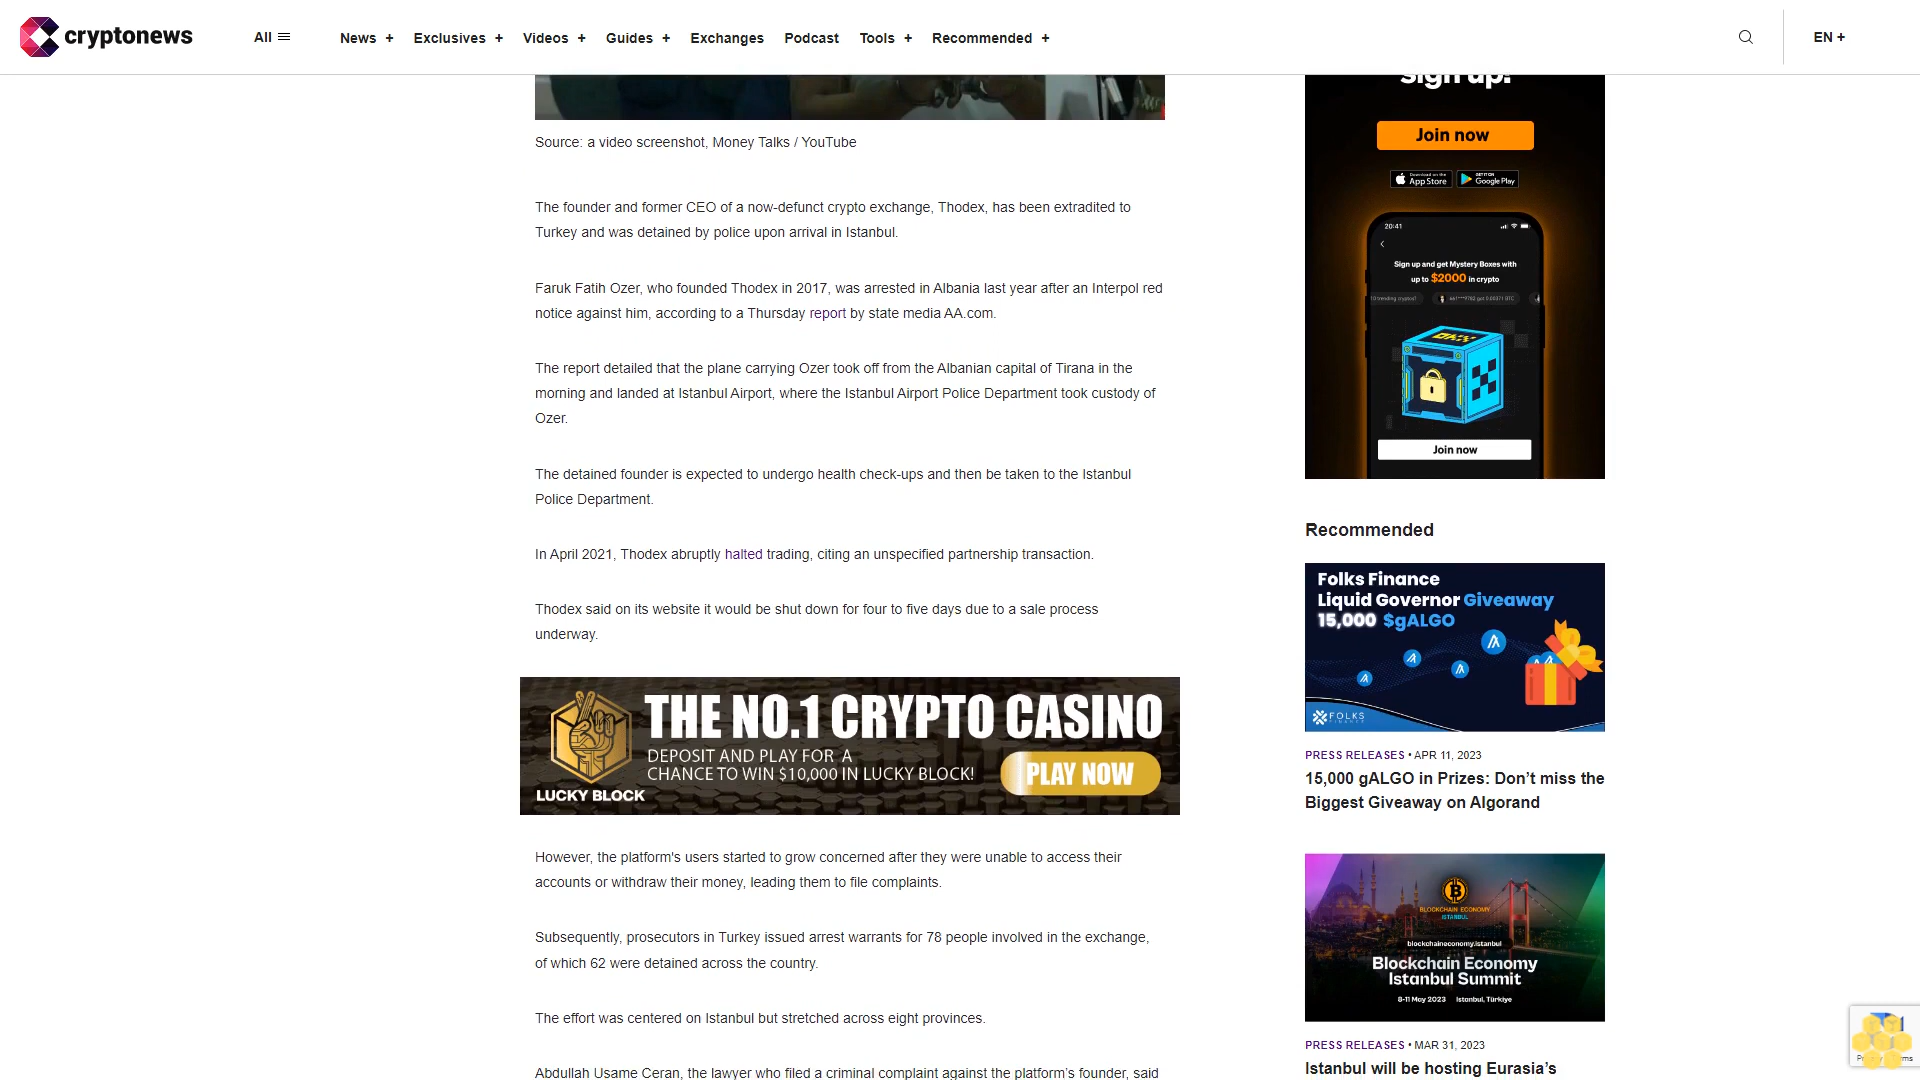 cryptonews
All
News +
Exclusives +
Videos +
Guides +
Exchanges
Podcast
Tools +
Recommended +
EN +
Source: a video screenshot, Money Talks / YouTube
The founder and former CEO of a now-defunct crypto exchange, Thodex, has been extradited to
Turkey and was detained by police upon arrival in Istanbul.
Faruk Fatih Ozer, who founded Thodex in 2017, was arrested in Albania last year after an Interpol red
notice against him, according to a Thursday report by state media AA.com.
The report detailed that the plane carrying Ozer took off from the Albanian capital of Tirana in the
morning and landed at Istanbul Airport, where the Istanbul Airport Police Department took custody of
Ozer.
The detained founder is expected to undergo health check-ups and then be taken to the Istanbul
Police Department.
In April 2021, Thodex abruptly halted trading, citing an unspecified partnership transaction.
Thodex said on its website it would be shut down for four to five days due to a sale process
underway.
THE NO.1 CRYPTO CASINO
DEPOSIT AND PLAY FOR A
CHANCE TO WIN $10,000 IN LUCKY BLOCK!
PLAY NOW
LUCKY BLOCK
However, the platform's users started to grow concerned after they were unable to access their
accounts or withdraw their money, leading them to file complaints.
Subsequently, prosecutors in Turkey issued arrest warrants for 78 people involved in the exchange,
of which 62 were detained across the country.
The effort was centered on Istanbul but stretched across eight provinces.
Abdullah Usame Ceran, the lawyer who filed a criminal complaint against the platform's founder, said
Sign up!
Join now
Download on the
App Store
GET IT ON
Google Play
20:41
Sign up and get Mystery Boxes with
up to $2000 in crypto
Join now
Recommended
Folks Finance
Liquid Governor Giveaway
15,000 $gALGO
FOLKS
FINANCE
PRESS RELEASES • APR 11, 2023
15,000 gALGO in Prizes: Don't miss the
Biggest Giveaway on Algorand
BLOCKCHAIN ECONOMY
ISTANBUL
blockchaineconomy.istanbul
Blockchain Economy
Istanbul Summit
8-11 May 2023 Istanbul, Türkiye
PRESS RELEASES • MAR 31, 2023
Istanbul will be hosting Eurasia's